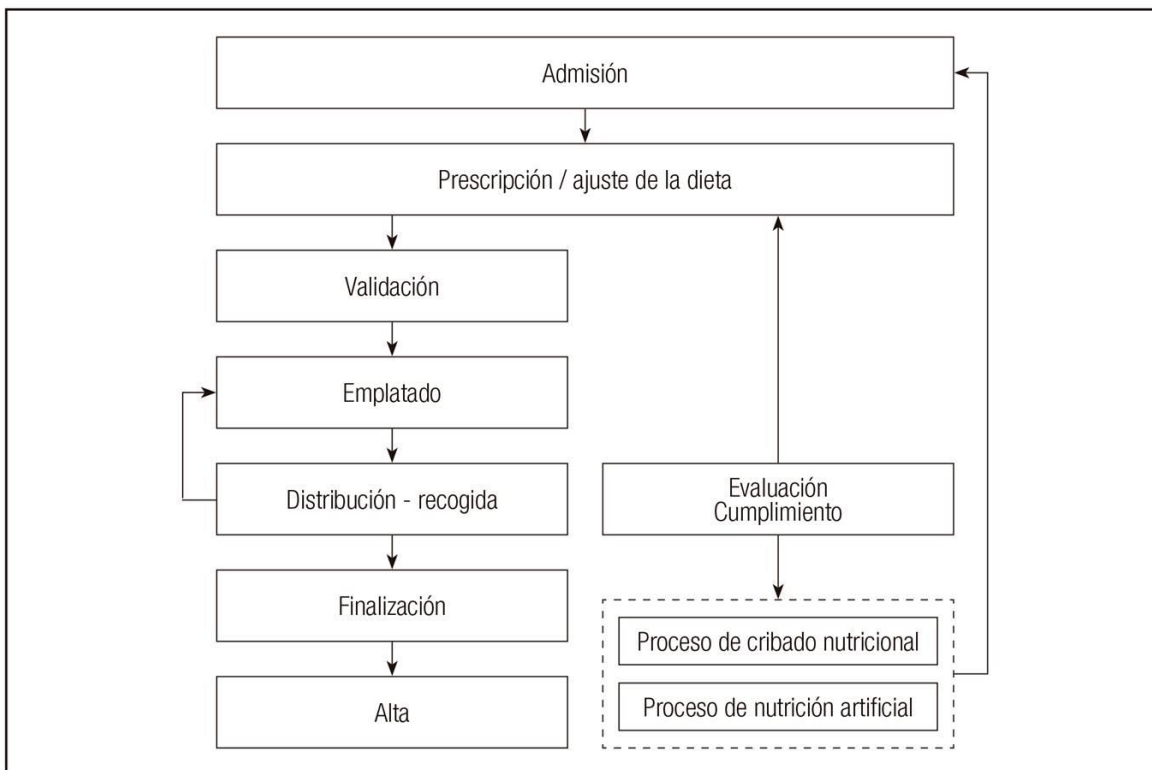 Admisión
Prescripción / ajuste de la dieta
Validación
Emplatado
Distribución - recogida
Finalización
Alta
Evaluación
Cumplimiento
Proceso de cribado nutricional
Proceso de nutrición artificial